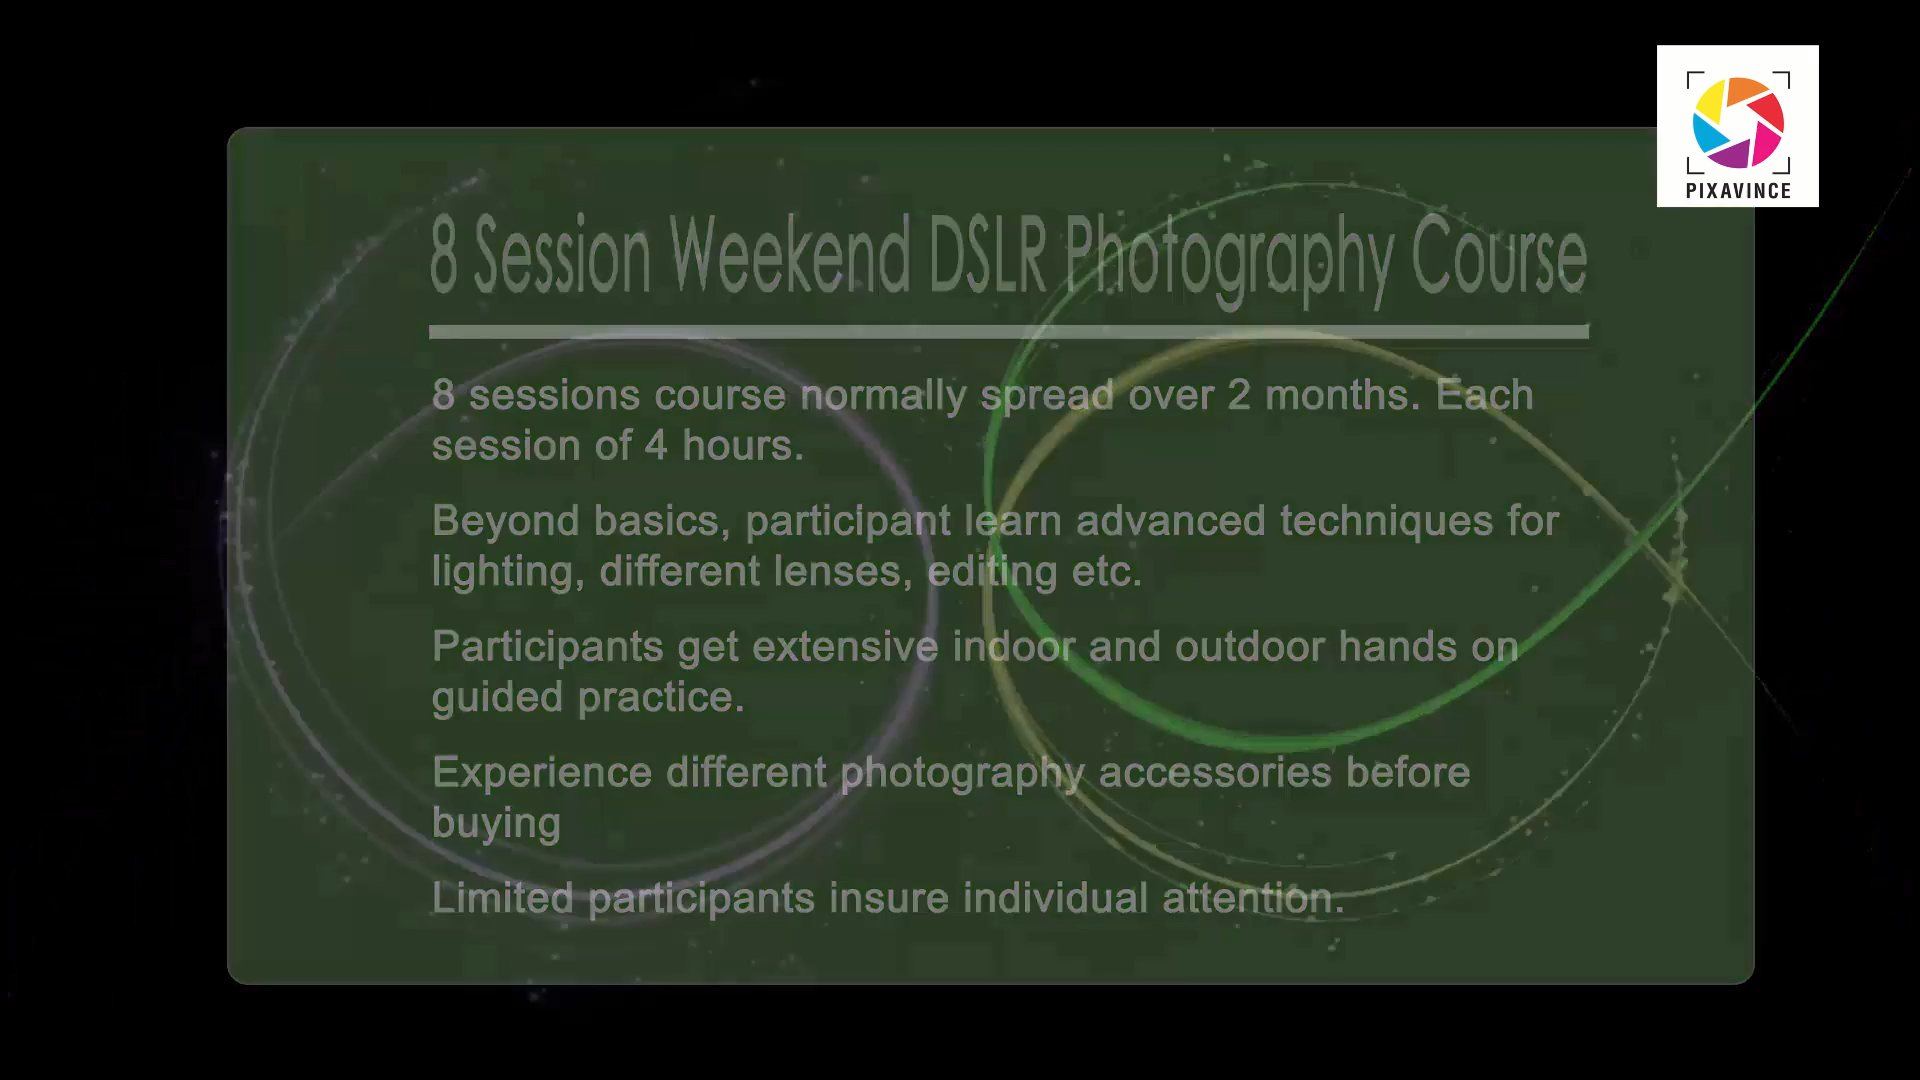 PIXAVINCE
8 Session Weekend DSLR Photography Course
8 sessions course normally spread over 2 months. Each
session of 4 hours.
Beyond basics, participant learn advanced techniques for
lighting, different lenses, editing etc.
Participants get extensive indoor and outdoor hands on
guided practice.
Experience different photography accessories before
buying
Limited participants insure individual attention.